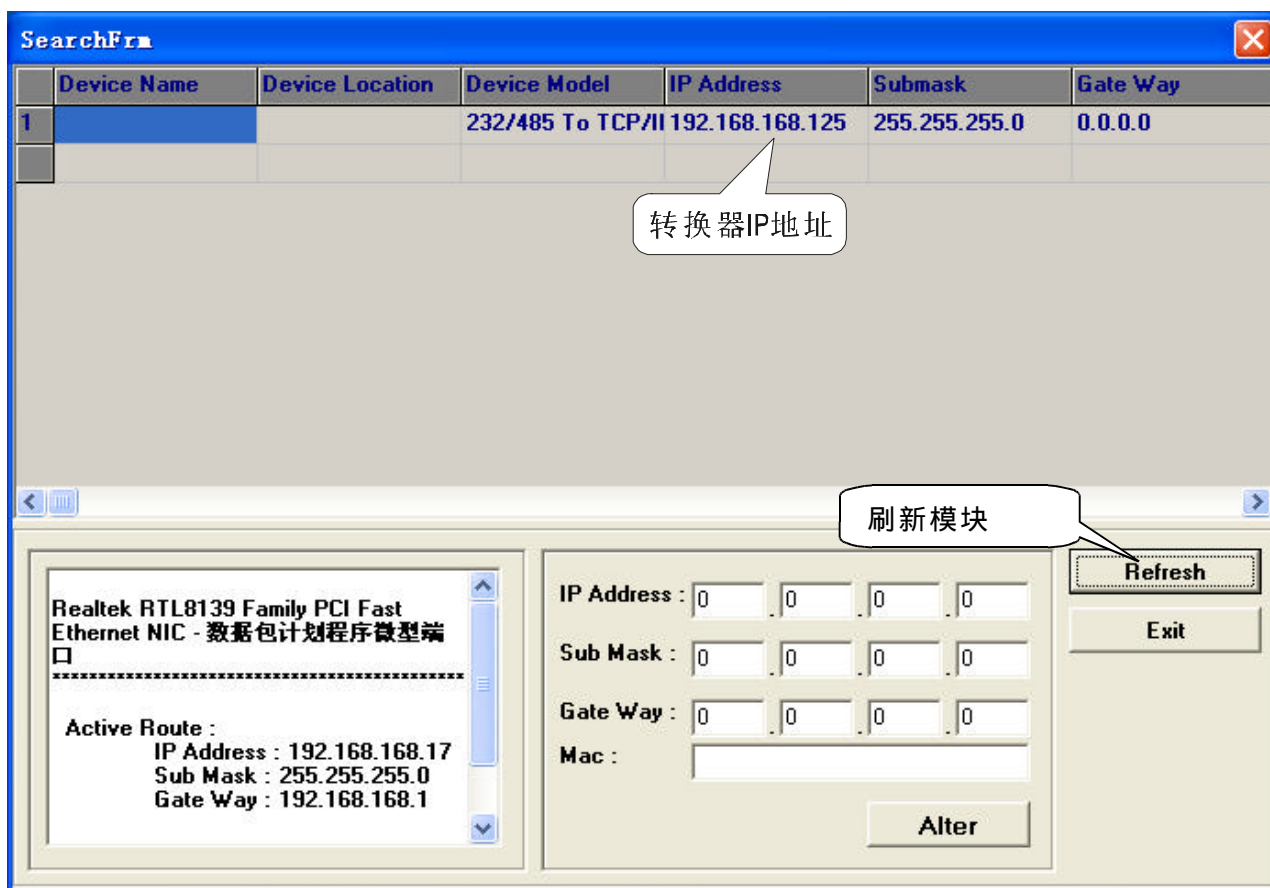 SearchFrm
Device Name Device Location Device Model IP Address Submask Gate Way
1 232/485 To TCP/II 192.168.168.125 255.255.255.0 0.0.0.0
转换器IP地址
刷新模块
Realtek RTL8139 Family PCI Fast
Ethernet NIC - 数据包计划程序微型端
口
Active Route :
IP Address : 192.168.168.17
Sub Mask : 255.255.255.0
Gate Way : 192.168.168.1
IP Address : 0 . 0 . 0 . 0
Sub Mask : 0 . 0 . 0 . 0
Gate Way : 0 . 0 . 0 . 0
Mac :
Alter
Refresh
Exit